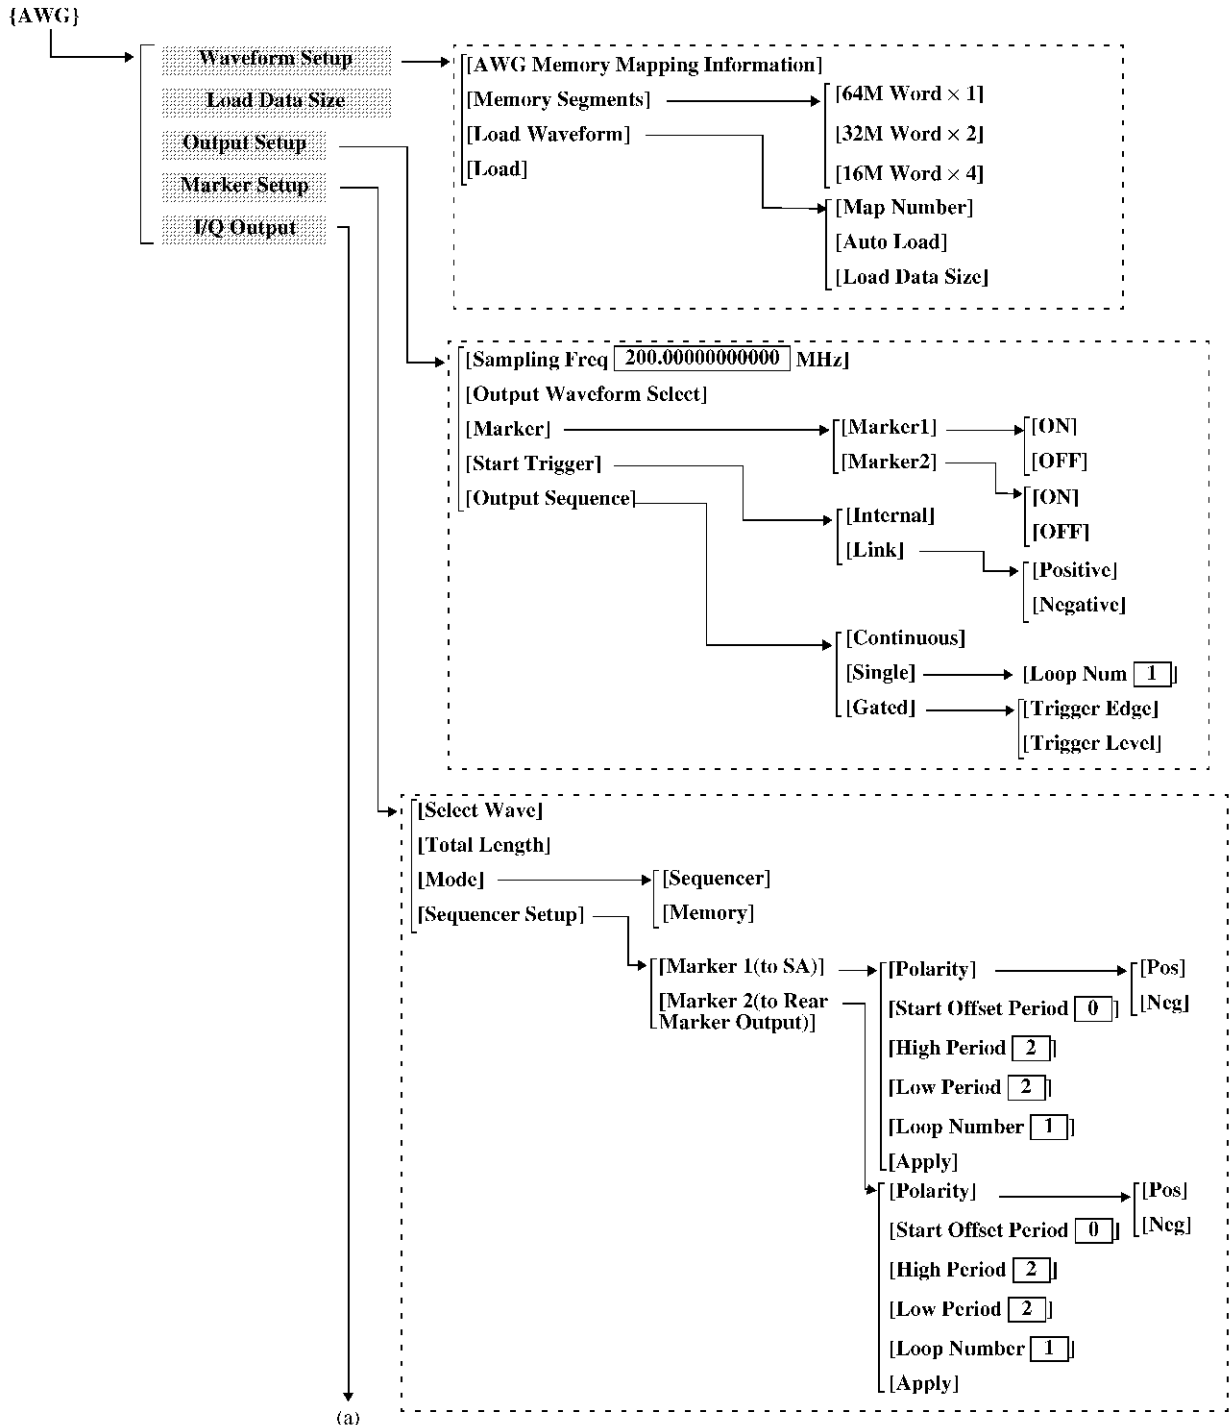 {AWG}
Waveform Setup
Load Data Size
Output Setup
Marker Setup
I/Q Output
[AWG Memory Mapping Information]
[Memory Segments]
[Load Waveform]
[Load]
[64M Word × 1]
[32M Word × 2]
[16M Word × 4]
[Map Number]
[Auto Load]
[Load Data Size]
[Sampling Freq 200.00000000000 MHz]
[Output Waveform Select]
[Marker]
[Start Trigger]
[Output Sequence]
[Marker1]
[Marker2]
[ON]
[OFF]
[ON]
[OFF]
[Internal]
[Link]
[Positive]
[Negative]
[Continuous]
[Single]
[Gated]
[Loop Num 1]
[Trigger Edge]
[Trigger Level]
[Select Wave]
[Total Length]
[Mode]
[Sequencer Setup]
[Sequencer]
[Memory]
[Marker 1(to SA)]
[Marker 2(to Rear
Marker Output)]
[Polarity]
[Start Offset Period 0]
[High Period 2]
[Low Period 2]
[Loop Number 1]
[Apply]
[Pos]
[Neg]
[Polarity]
[Start Offset Period 0]
[High Period 2]
[Low Period 2]
[Loop Number 1]
[Apply]
[Pos]
[Neg]
(a)